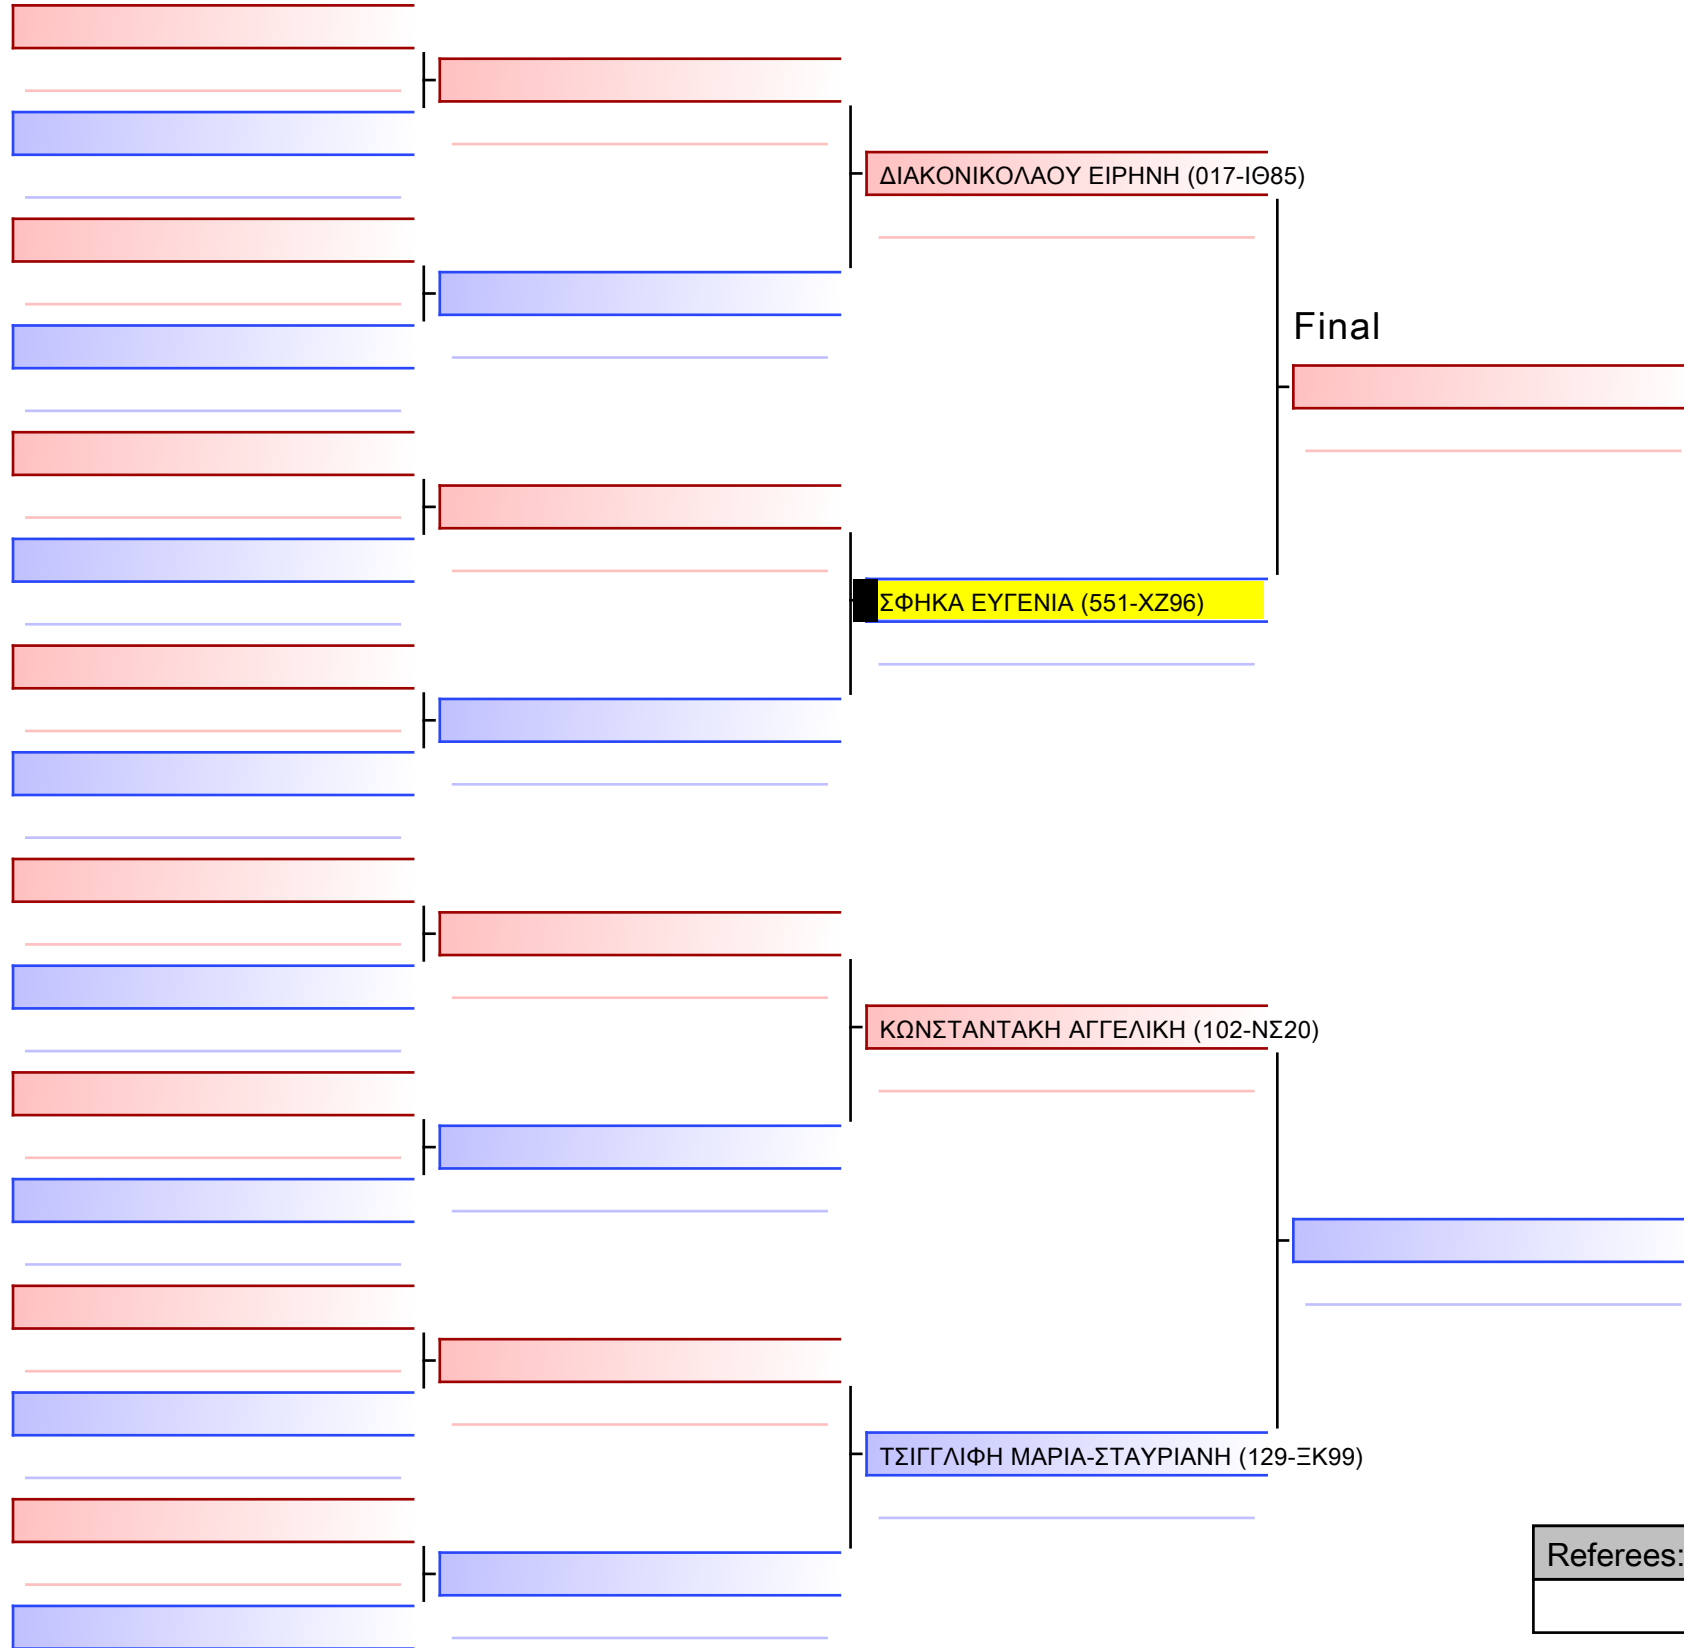 ΔΙΑΚΟΝΙΚΟΛΑΟΥ ΕΙΡΗΝΗ (017-ΙΘ85)
Final
ΣΦΗΚΑ ΕΥΓΕΝΙΑ (551-ΧΖ96)
ΚΩΝΣΤΑΝΤΑΚΗ ΑΓΓΕΛΙΚΗ (102-ΝΣ20)
ΤΣΙΓΓΛΙΦΗ ΜΑΡΙΑ-ΣΤΑΥΡΙΑΝΗ (129-ΞΚ99)
Referees: